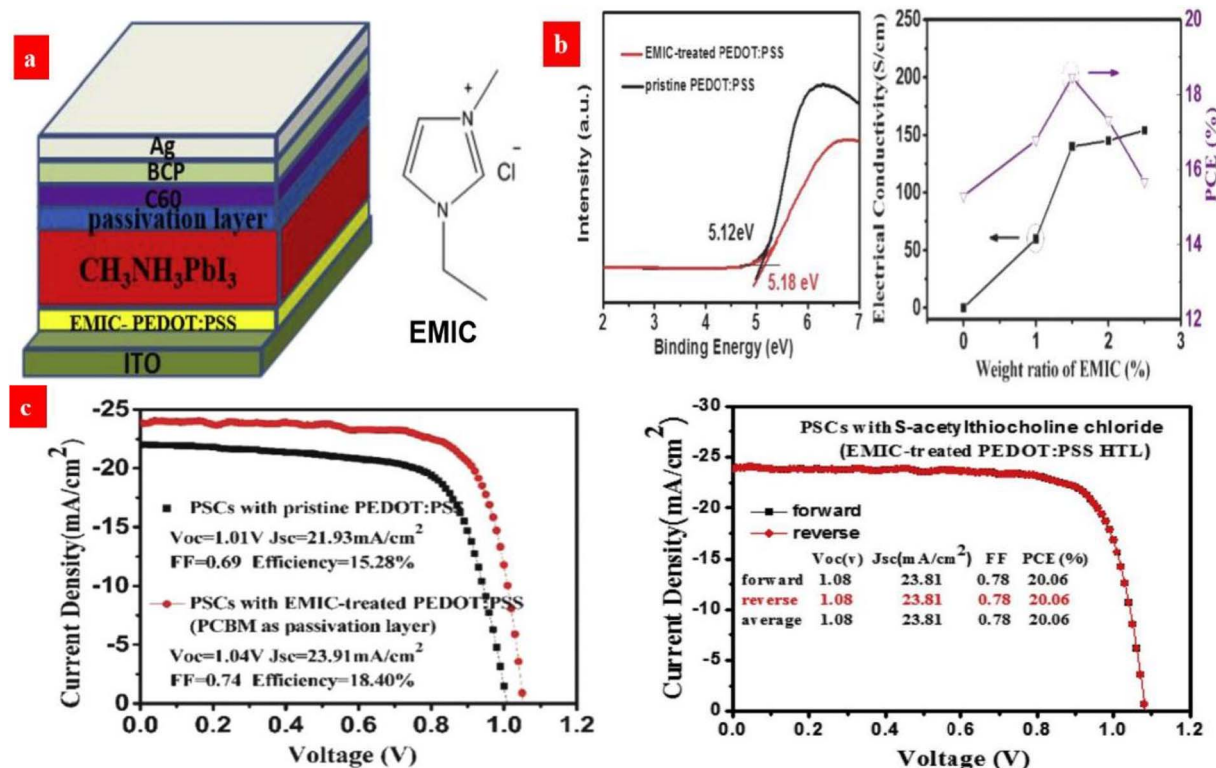 a
Ag
BCP
C60
passivation layer
CH₃NH₃PbI₃
EMIC- PEDOT:PSS
ITO
N
+
Cl
−
N
EMIC
b
EMIC-treated PEDOT:PSS
pristine PEDOT:PSS
Intensity (a.u.)
5.12eV
5.18 eV
2 3 4 5 6 7
Binding Energy (eV)
Electrical Conductivity(S/cm)
250
200
150
100
50
0
20
18
16
14
12
PCE (%)
0 1 2 3
Weight ratio of EMIC (%)
c
Current Density(mA/cm²)
-25
-20
-15
-10
-5
0
PSCs with pristine PEDOT:PSS
Voc=1.01V Jsc=21.93mA/cm²
FF=0.69 Efficiency=15.28%
PSCs with EMIC-treated PEDOT:PSS
(PCBM as passivation layer)
Voc=1.04V Jsc=23.91mA/cm²
FF=0.74 Efficiency=18.40%
0.0 0.2 0.4 0.6 0.8 1.0 1.2
Voltage (V)
Current Density(mA/cm²)
-30
-25
-20
-15
-10
-5
0
PSCs with S-acetylthiocholine chloride
(EMIC-treated PEDOT:PSS HTL)
forward
reverse
Voc(v) Jsc(mA/cm²) FF PCE (%)
forward 1.08 23.81 0.78 20.06
reverse 1.08 23.81 0.78 20.06
average 1.08 23.81 0.78 20.06
0.0 0.2 0.4 0.6 0.8 1.0 1.2
Voltage (V)